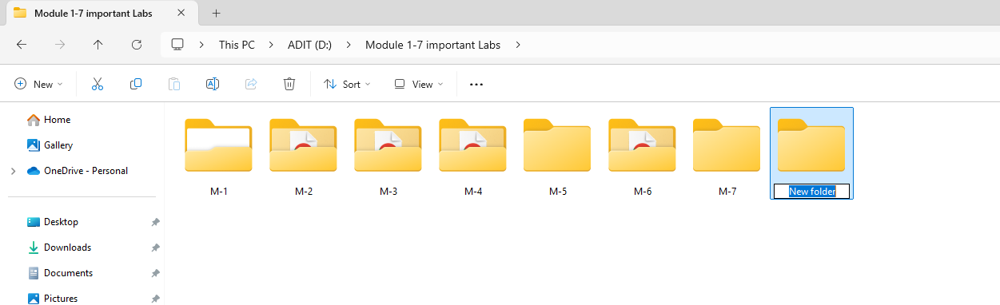 Module 1-7 important Labs
This PC > ADIT (D:) > Module 1-7 important Labs >
New
Sort
View
Home
Gallery
OneDrive - Personal
Desktop
Downloads
Documents
Pictures
M-1
M-2
M-3
M-4
M-5
M-6
M-7
New folder